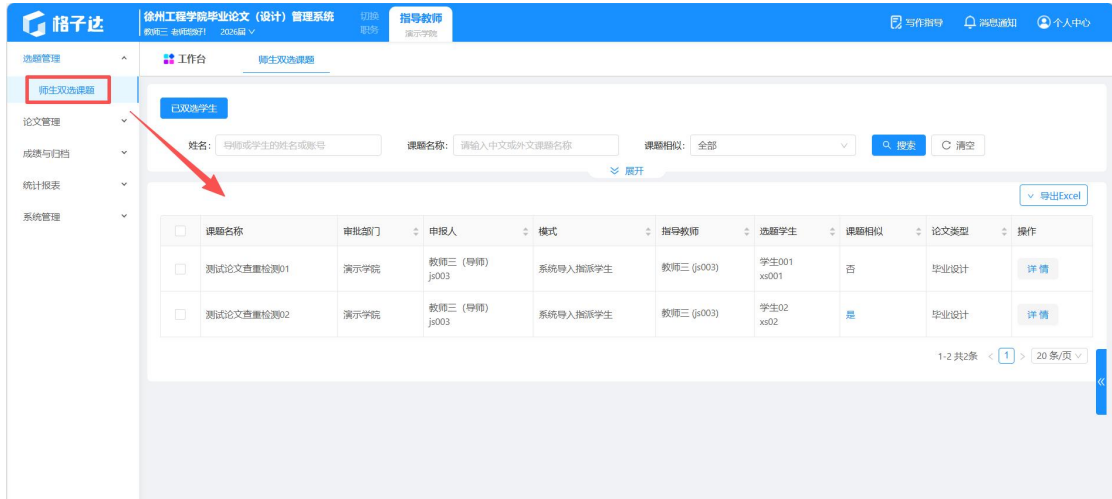 格子达
徐州工程学院毕业论文（设计）管理系统
教师三 老师您好! 2026届
切换职务
指导教师
演示学院
写作指导 消息通知 个人中心
选题管理
师生双选课题
论文管理
成绩与归档
统计报表
系统管理
工作台 师生双选课题
已双选学生
姓名: 导师或学生的姓名或账号 课题名称: 请输入中文或外文课题名称 课题相似: 全部 搜索 清空
展开
导出Excel
课题名称 审批部门 申报人 模式 指导教师 选题学生 课题相似 论文类型 操作
测试论文查重检测01 演示学院 教师三（导师） js003 系统导入指派学生 教师三 (js003) 学生001 xs001 否 毕业设计 详情
测试论文查重检测02 演示学院 教师三（导师） js003 系统导入指派学生 教师三 (js003) 学生02 xs02 是 毕业设计 详情
1-2 共2条 < 1 > 20 条/页